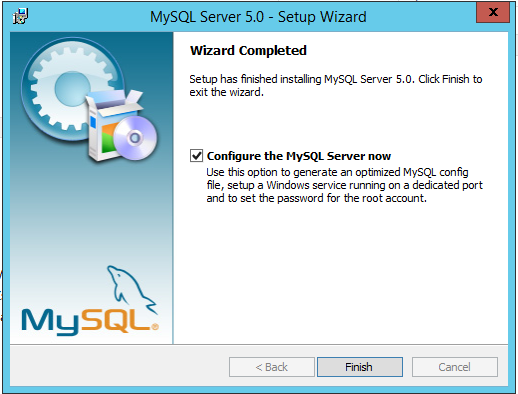 MySQL Server 5.0 - Setup Wizard
x
Wizard Completed
Setup has finished installing MySQL Server 5.0. Click Finish to
exit the wizard.
Configure the MySQL Server now
Use this option to generate an optimized MySQL config
file, setup a Windows service running on a dedicated port
and to set the password for the root account.
MySQL®
< Back
Finish
Cancel